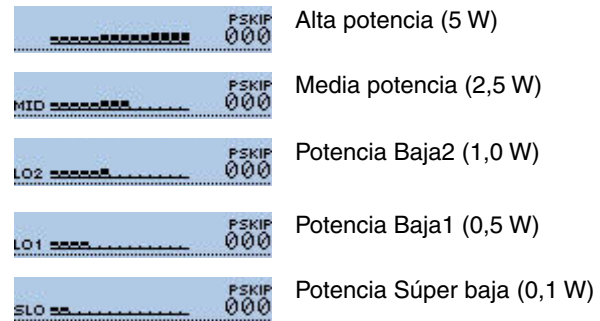 PSKIP
000
Alta potencia (5 W)
PSKIP
MID 000
Media potencia (2,5 W)
PSKIP
LO2 000
Potencia Baja2 (1,0 W)
PSKIP
LO1 000
Potencia Baja1 (0,5 W)
PSKIP
SLO 000
Potencia Súper baja (0,1 W)